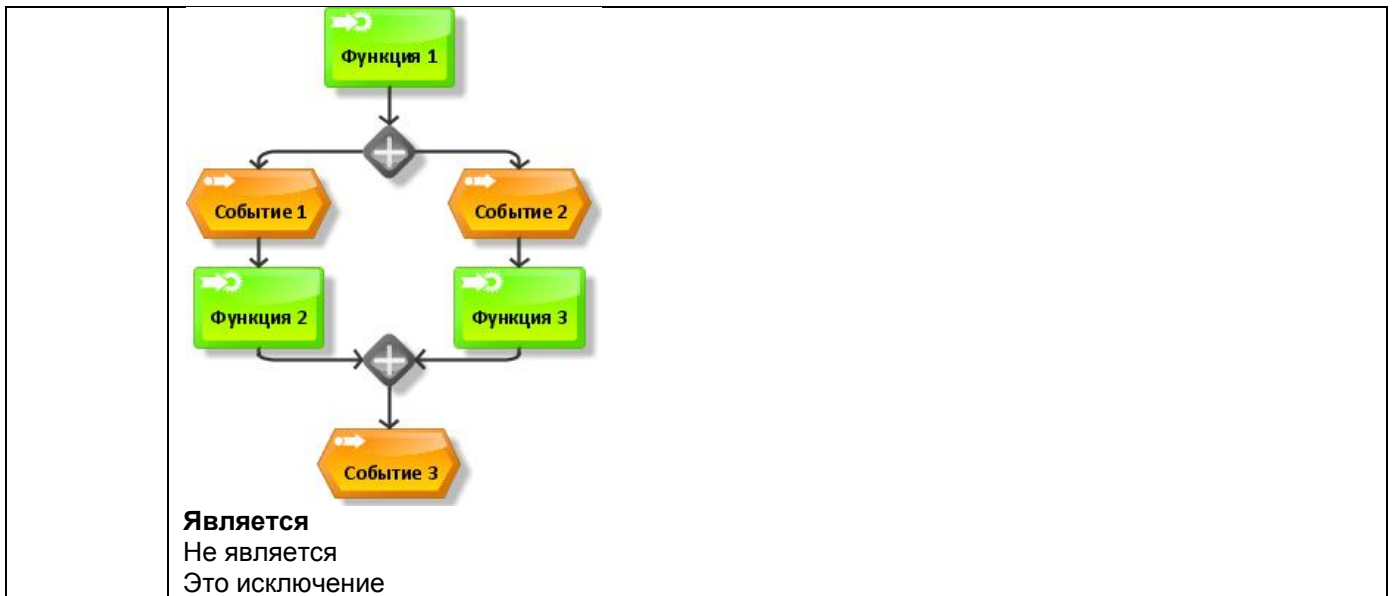 Функция 1
Событие 1
Событие 2
Функция 2
Функция 3
Событие 3
Является
Не является
Это исключение